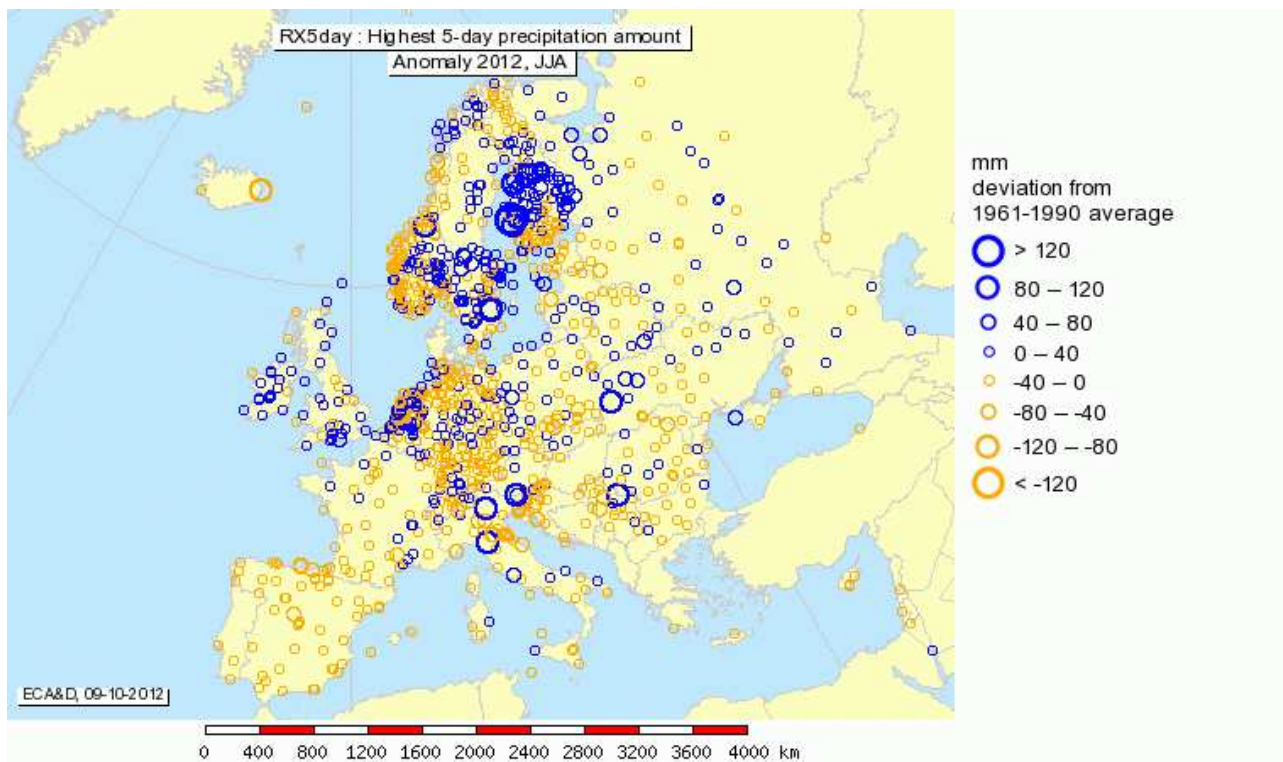 RX5day : Highest 5-day precipitation amount
Anomaly 2012, JJA
mm
deviation from
1961-1990 average
> 120
80 – 120
40 – 80
0 – 40
-40 – 0
-80 – -40
-120 – -80
< -120
ECA&D, 09-10-2012
0 400 800 1200 1600 2000 2400 2800 3200 3600 4000 km